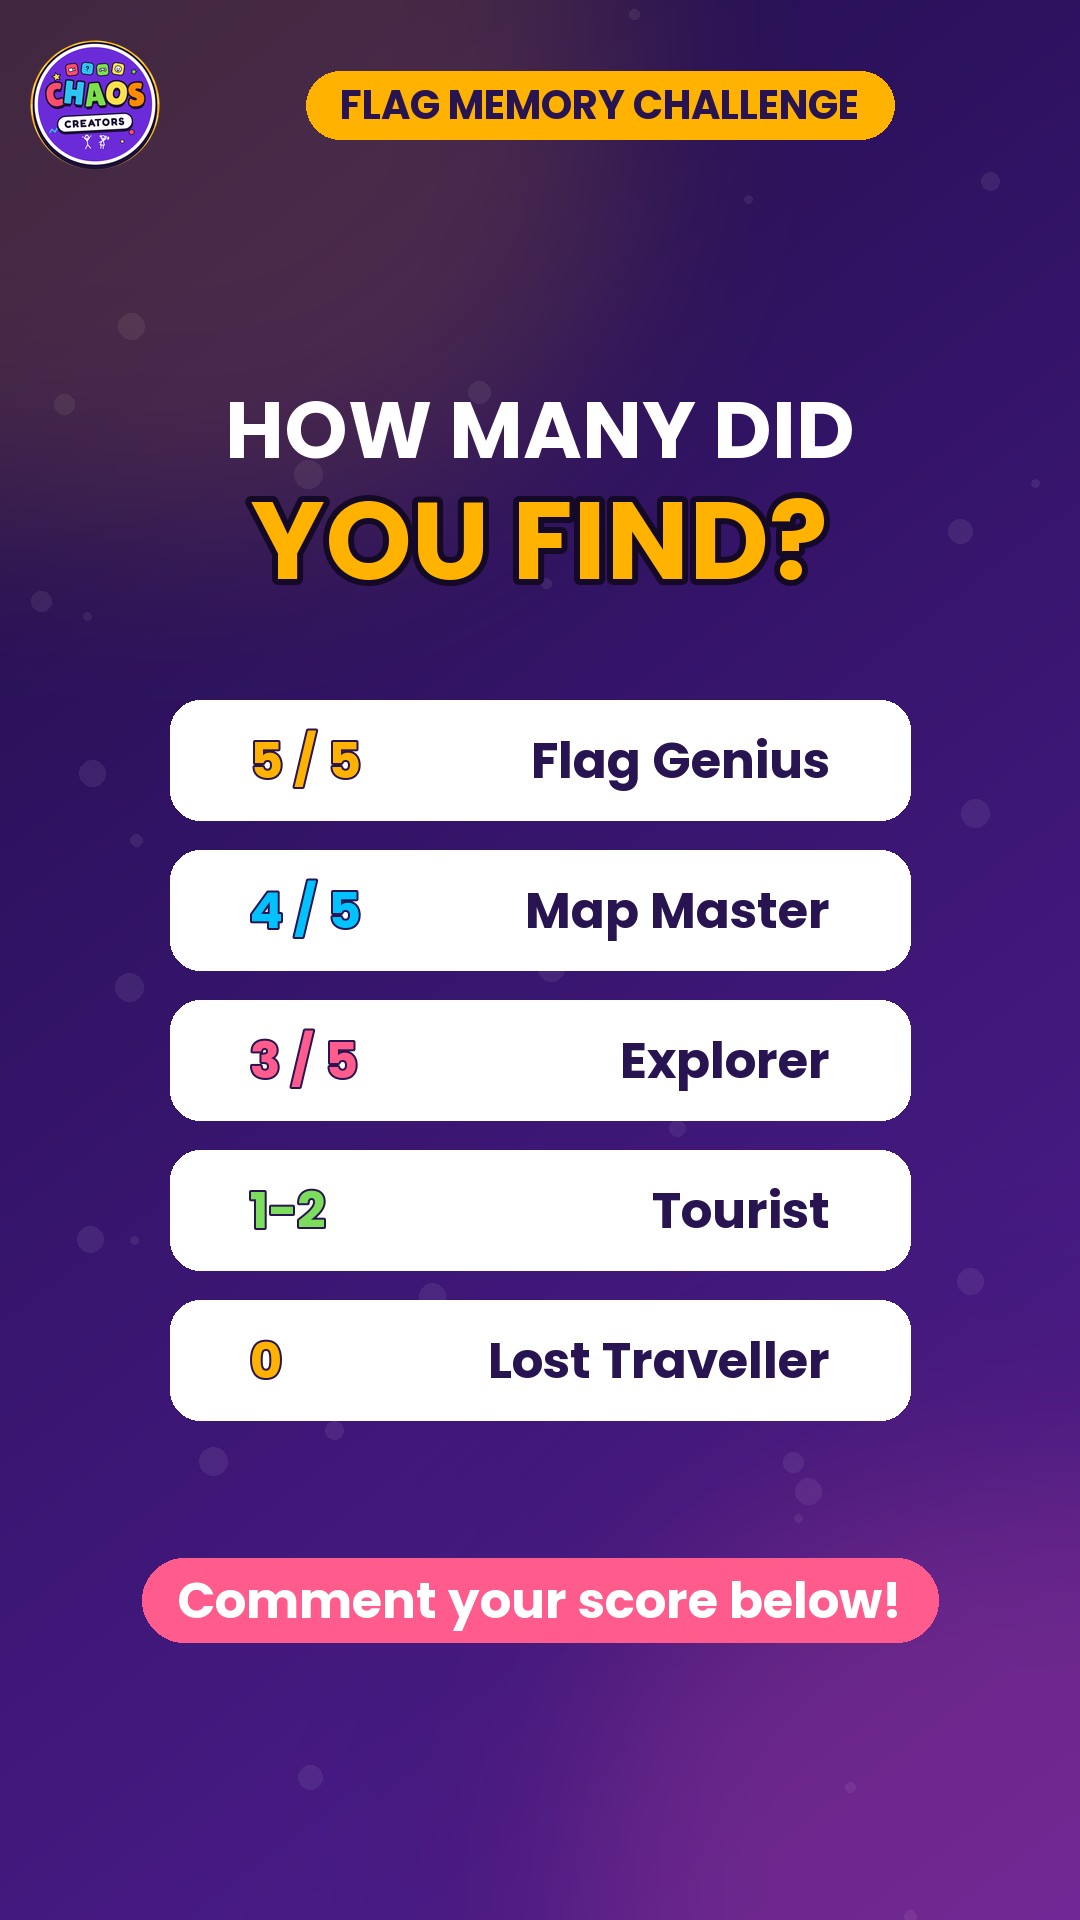 CHAOS
CREATORS
FLAG MEMORY CHALLENGE
HOW MANY DID
YOU FIND?
5 / 5 Flag Genius
4 / 5 Map Master
3 / 5 Explorer
1–2 Tourist
0 Lost Traveller
Comment your score below!